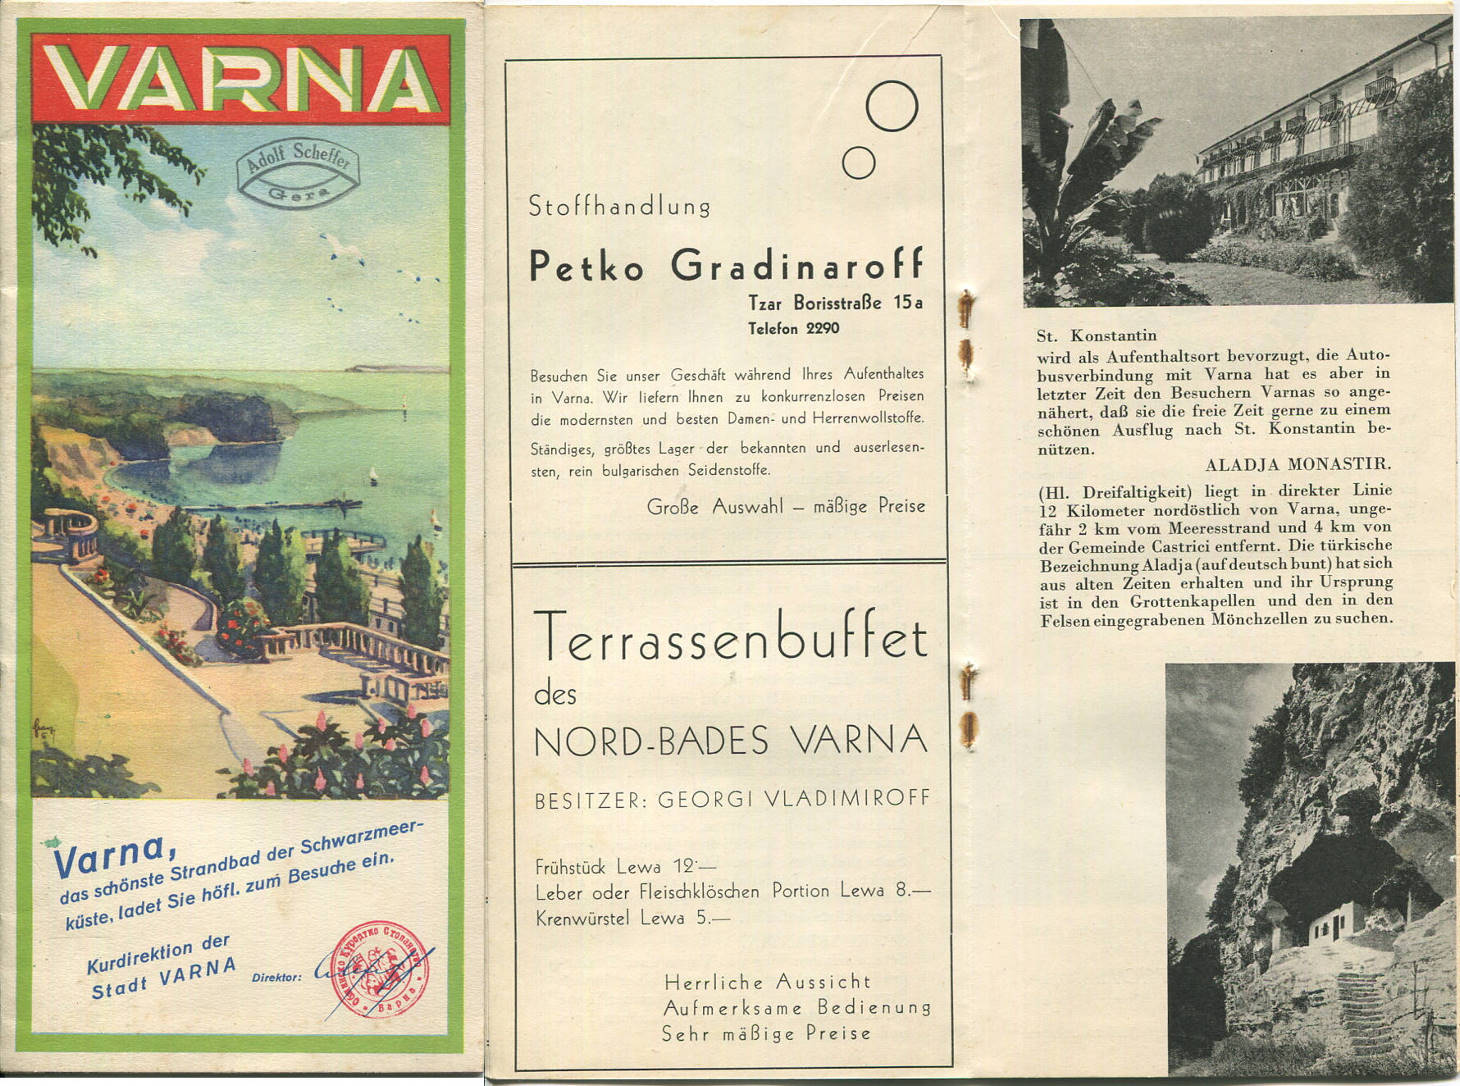 VARNA
Adolf Scheffer
Gera
Varna,
das schönste Strandbad der Schwarzmeer-
küste, ladet Sie höfl. zum Besuche ein.
Kurdirektion der
Stadt VARNA
Direktor:
Общинско Курортно Стопанство
Варна
Stoffhandlung
Petko Gradinaroff
Tzar Borisstraße 15a
Telefon 2290
Besuchen Sie unser Geschäft während Ihres Aufenthaltes
in Varna. Wir liefern Ihnen zu konkurrenzlosen Preisen
die modernsten und besten Damen- und Herrenwollstoffe.
Ständiges, größtes Lager der bekannten und auserlesen-
sten, rein bulgarischen Seidenstoffe.
Große Auswahl — mäßige Preise
Terrassenbuffet
des
NORD-BADES VARNA
BESITZER: GEORGI VLADIMIROFF
Frühstück Lewa 12·—
Leber oder Fleischklöschen Portion Lewa 8.—
Krenwürstel Lewa 5.—
Herrliche Aussicht
Aufmerksame Bedienung
Sehr mäßige Preise
St. Konstantin
wird als Aufenthaltsort bevorzugt, die Auto-
busverbindung mit Varna hat es aber in
letzter Zeit den Besuchern Varnas so ange-
nähert, daß sie die freie Zeit gerne zu einem
schönen Ausflug nach St. Konstantin be-
nützen.
ALADJA MONASTIR.
(Hl. Dreifaltigkeit) liegt in direkter Linie
12 Kilometer nordöstlich von Varna, unge-
fähr 2 km vom Meeresstrand und 4 km von
der Gemeinde Castrici entfernt. Die türkische
Bezeichnung Aladja (auf deutsch bunt) hat sich
aus alten Zeiten erhalten und ihr Ursprung
ist in den Grottenkapellen und den in den
Felsen eingegrabenen Mönchzellen zu suchen.